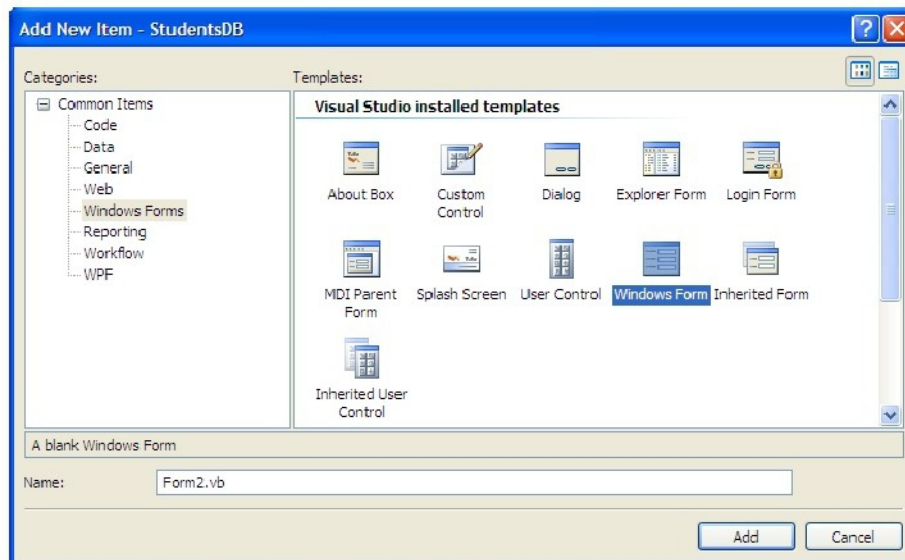 Add New Item - StudentsDB
Categories:
Templates:
Common Items
Code
Data
General
Web
Windows Forms
Reporting
Workflow
WPF
Visual Studio installed templates
About Box
Custom
Control
Dialog
Explorer Form
Login Form
MDI Parent
Form
Splash Screen
User Control
Windows Form
Inherited Form
Inherited User
Control
A blank Windows Form
Name:
Form2.vb
Add
Cancel